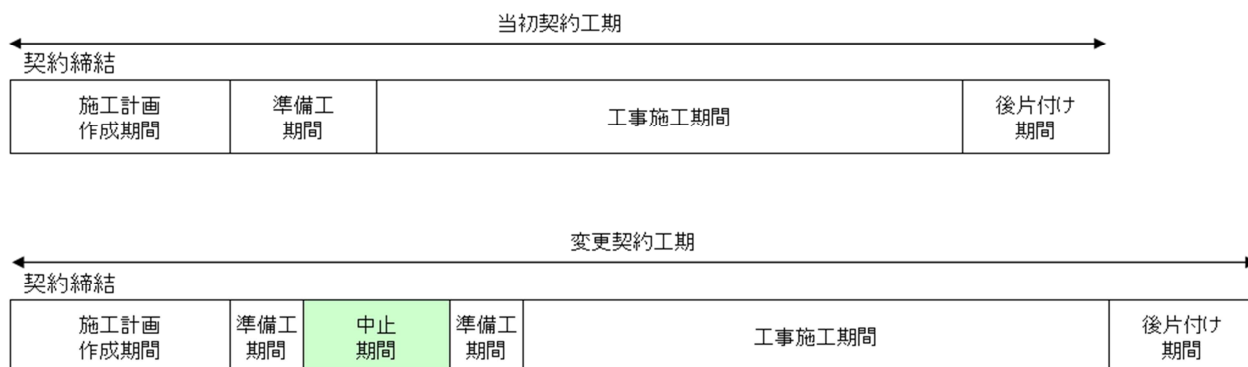 当初契約工期
契約締結
施工計画
作成期間
準備工
期間
工事施工期間
後片付け
期間
変更契約工期
契約締結
施工計画
作成期間
準備工
期間
中止
期間
準備工
期間
工事施工期間
後片付け
期間